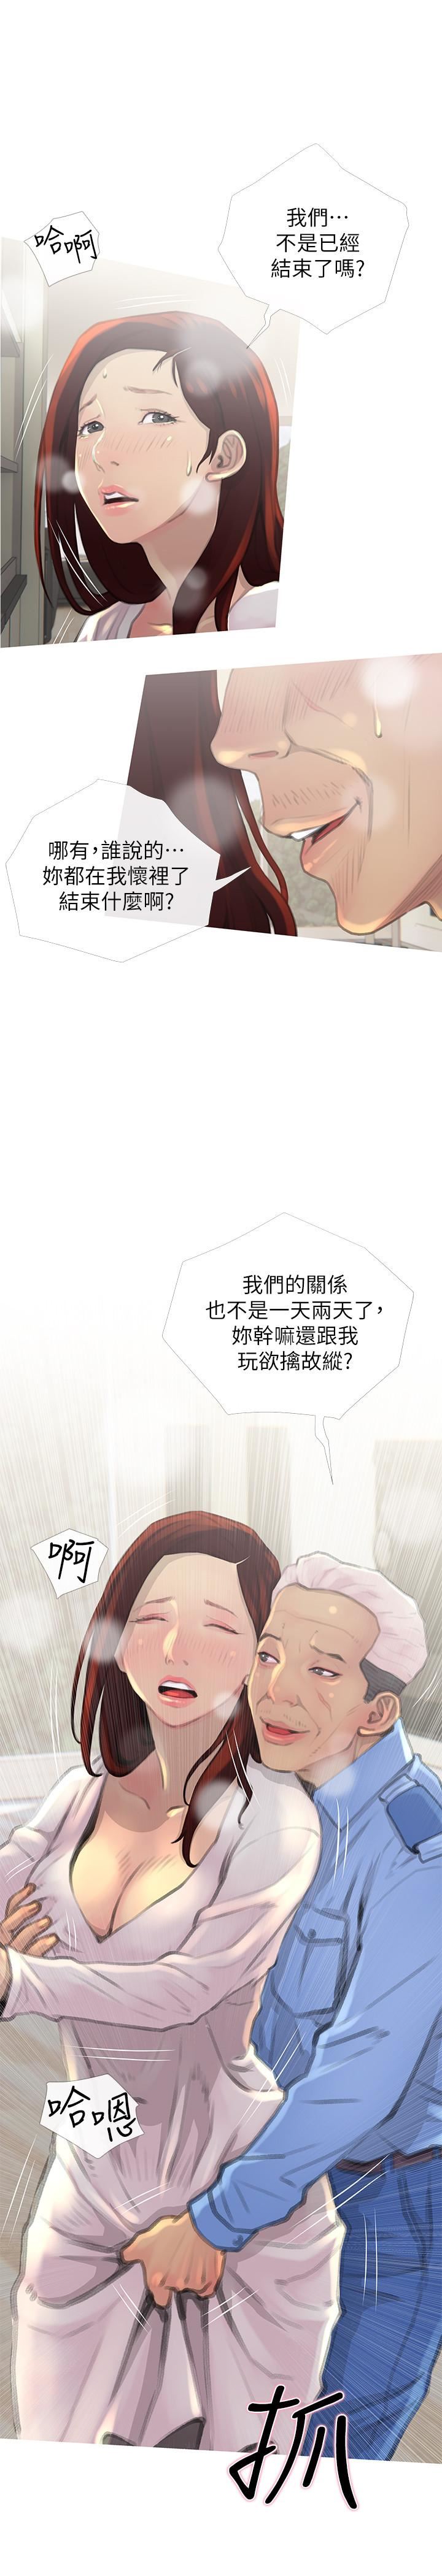 我們⋯
不是已經
結束了嗎?
哈啊
哪有,誰說的⋯
妳都在我懷裡了
結束什麼啊?
我們的關係
也不是一天兩天了,
妳幹嘛還跟我
玩欲擒故縱?
啊
哈嗯
抓